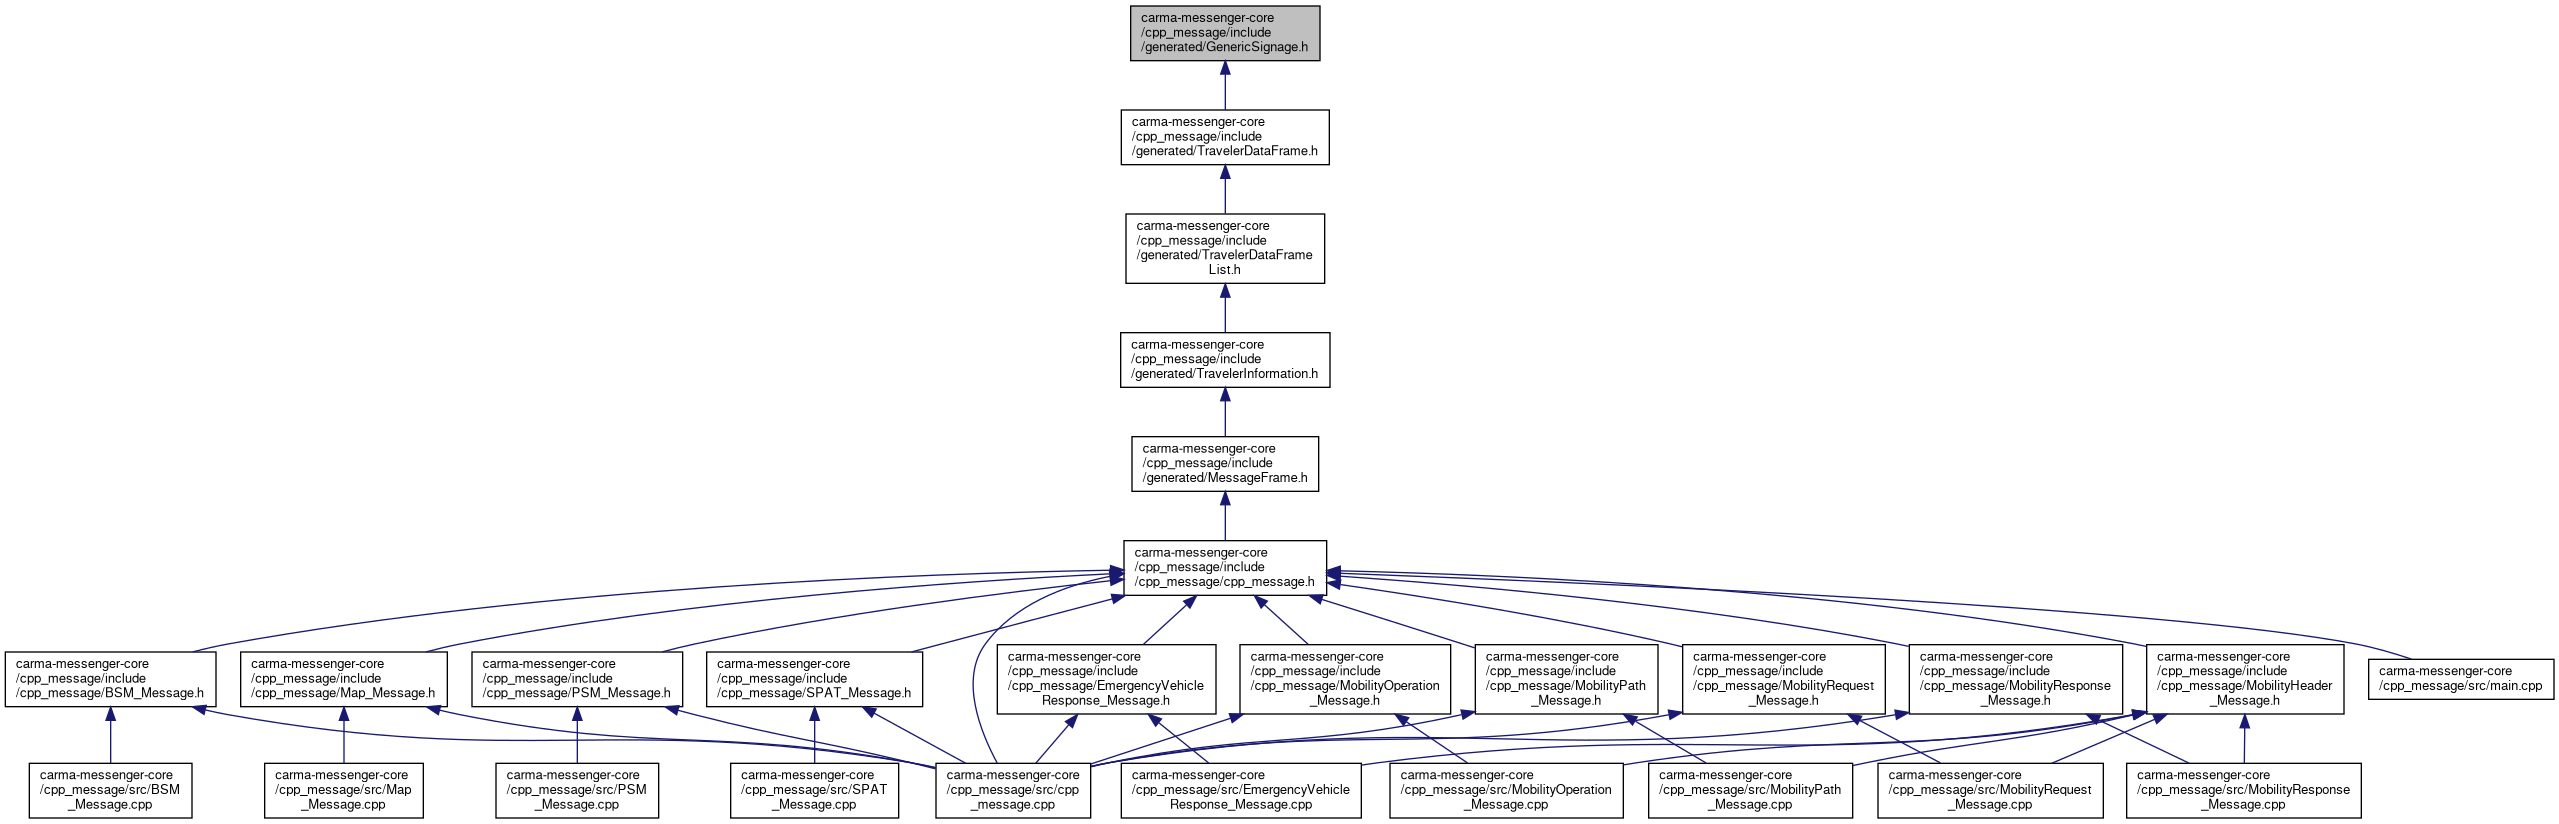 carma-messenger-core
/cpp_message/include
/generated/GenericSignage.h
carma-messenger-core
/cpp_message/include
/generated/TravelerDataFrame.h
carma-messenger-core
/cpp_message/include
/generated/TravelerDataFrame
List.h
carma-messenger-core
/cpp_message/include
/generated/TravelerInformation.h
carma-messenger-core
/cpp_message/include
/generated/MessageFrame.h
carma-messenger-core
/cpp_message/include
/cpp_message/cpp_message.h
carma-messenger-core
/cpp_message/include
/cpp_message/BSM_Message.h
carma-messenger-core
/cpp_message/include
/cpp_message/Map_Message.h
carma-messenger-core
/cpp_message/include
/cpp_message/PSM_Message.h
carma-messenger-core
/cpp_message/include
/cpp_message/SPAT_Message.h
carma-messenger-core
/cpp_message/include
/cpp_message/EmergencyVehicle
Response_Message.h
carma-messenger-core
/cpp_message/include
/cpp_message/MobilityOperation
_Message.h
carma-messenger-core
/cpp_message/include
/cpp_message/MobilityPath
_Message.h
carma-messenger-core
/cpp_message/include
/cpp_message/MobilityRequest
_Message.h
carma-messenger-core
/cpp_message/include
/cpp_message/MobilityResponse
_Message.h
carma-messenger-core
/cpp_message/include
/cpp_message/MobilityHeader
_Message.h
carma-messenger-core
/cpp_message/src/main.cpp
carma-messenger-core
/cpp_message/src/BSM
_Message.cpp
carma-messenger-core
/cpp_message/src/Map
_Message.cpp
carma-messenger-core
/cpp_message/src/PSM
_Message.cpp
carma-messenger-core
/cpp_message/src/SPAT
_Message.cpp
carma-messenger-core
/cpp_message/src/cpp
_message.cpp
carma-messenger-core
/cpp_message/src/EmergencyVehicle
Response_Message.cpp
carma-messenger-core
/cpp_message/src/MobilityOperation
_Message.cpp
carma-messenger-core
/cpp_message/src/MobilityPath
_Message.cpp
carma-messenger-core
/cpp_message/src/MobilityRequest
_Message.cpp
carma-messenger-core
/cpp_message/src/MobilityResponse
_Message.cpp